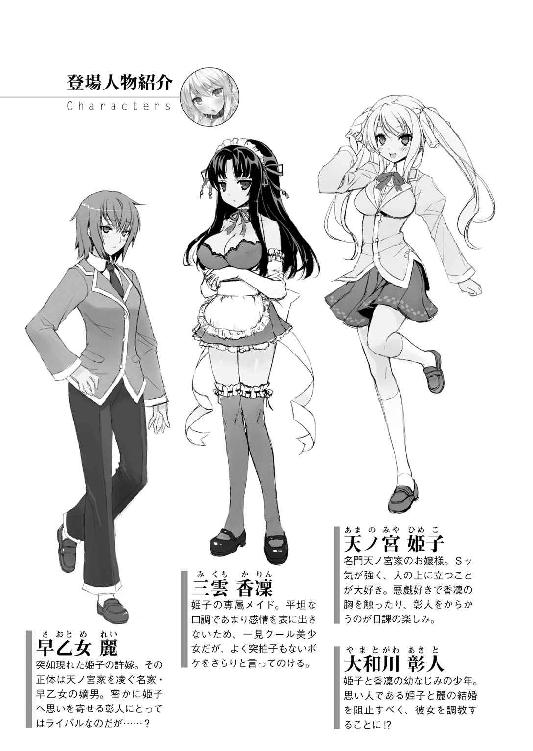 登場人物紹介
Characters
あまのみや ひめこ
天ノ宮 姫子
名門天ノ宮家のお嬢様。Sッ
気が強く、人の上に立つこと
が大好き。悪戯好きで香凜の
胸を触ったり、彰人をからか
うのが日課の楽しみ。
やまとがわ あきと
大和川 彰人
姫子と香凜の幼なじみの少年。
思い人である姫子と麗の結婚
を阻止すべく、彼女を調教す
ることに!?
みくも かりん
三雲 香凜
姫子の専属メイド。平坦な
口調であまり感情を表に出さ
ないため、一見クール美少
女だが、よく突拍子もないボ
ケをさらりと言ってのける。
さおとめ れい
早乙女 麗
突如現れた姫子の許嫁。その
正体は天ノ宮家を凌ぐ名家・
早乙女の嫡男。密かに姫子
へ思いを寄せる彰人にとって
はライバルなのだが……?